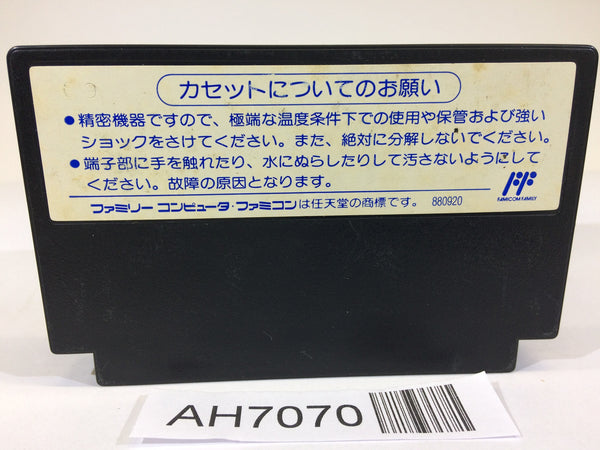 カセットについてのお願い
●精密機器ですので、極端な温度条件下での使用や保管および強い
ショックをさけてください。また、絶対に分解しないでください。
●端子部に手を触れたり、水にぬらしたりして汚さないようにして
ください。故障の原因となります。
FAMICOM FAMILY
ファミリー コンピュータ・ファミコンは任天堂の商標です。 880920
AH7070